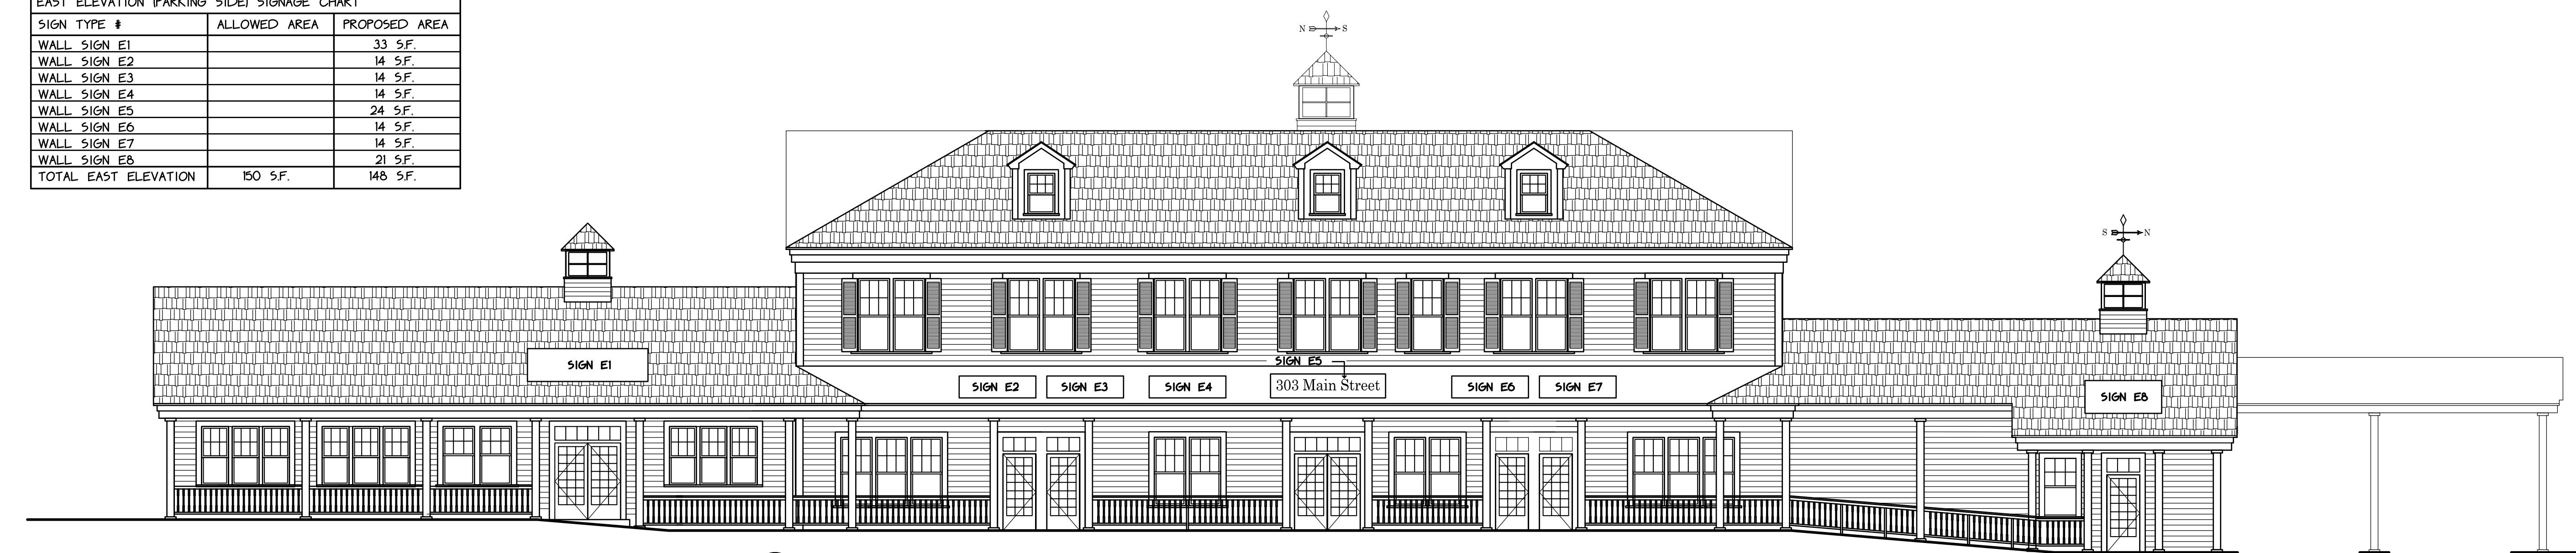 EAST ELEVATION (PARKING SIDE) SIGNAGE CHART
SIGN TYPE # ALLOWED AREA PROPOSED AREA
WALL SIGN E1 33 S.F.
WALL SIGN E2 14 S.F.
WALL SIGN E3 14 S.F.
WALL SIGN E4 14 S.F.
WALL SIGN E5 24 S.F.
WALL SIGN E6 14 S.F.
WALL SIGN E7 14 S.F.
WALL SIGN E8 21 S.F.
TOTAL EAST ELEVATION 150 S.F. 148 S.F.
N S
S N
SIGN E1
SIGN E5
SIGN E2 SIGN E3 SIGN E4 303 Main Street SIGN E6 SIGN E7
SIGN E8